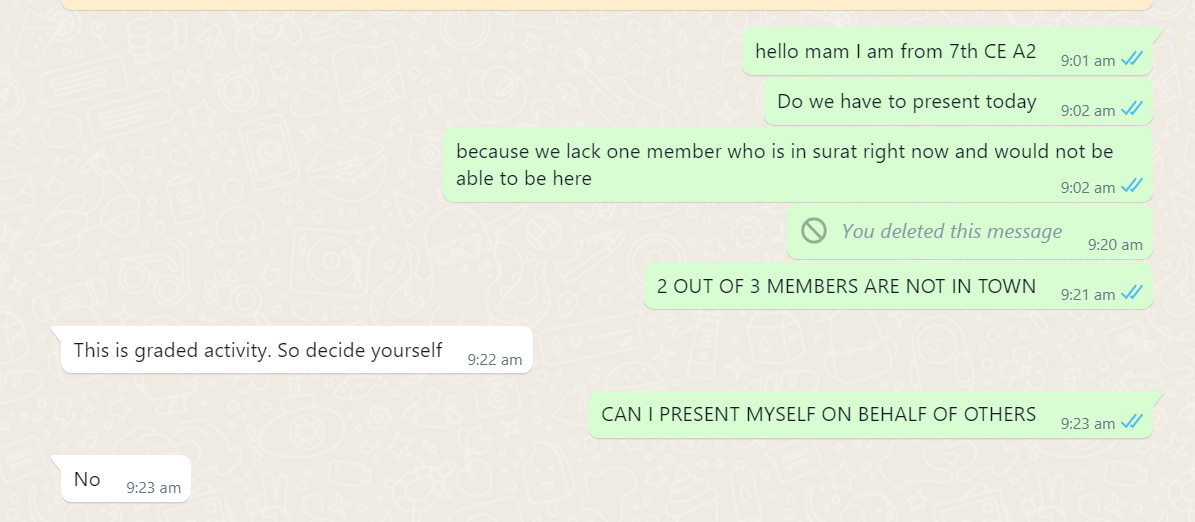 hello mam I am from 7th CE A2 9:01 am
Do we have to present today 9:02 am
because we lack one member who is in surat right now and would not be
able to be here 9:02 am
You deleted this message 9:20 am
2 OUT OF 3 MEMBERS ARE NOT IN TOWN 9:21 am
This is graded activity. So decide yourself 9:22 am
CAN I PRESENT MYSELF ON BEHALF OF OTHERS 9:23 am
No 9:23 am